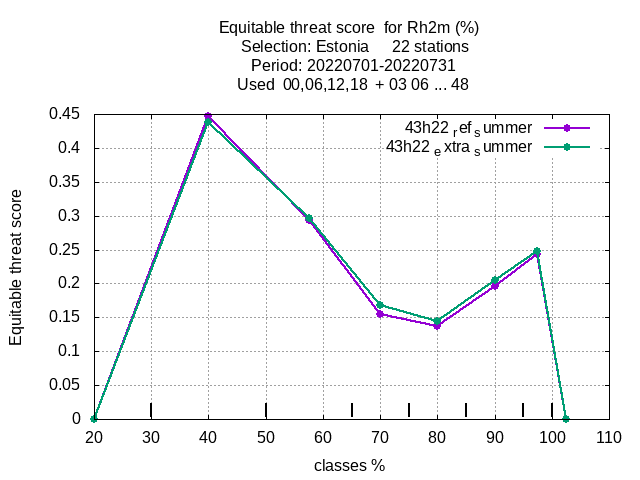 Equitable threat score for Rh2m (%)
Selection: Estonia 22 stations
Period: 20220701-20220731
Used 00,06,12,18 + 03 06 ... 48
43h22 ref summer
43h22 extra summer
0.45
0.4
0.35
0.3
0.25
0.2
0.15
0.1
0.05
0
Equitable threat score
20 30 40 50 60 70 80 90 100 110
classes %